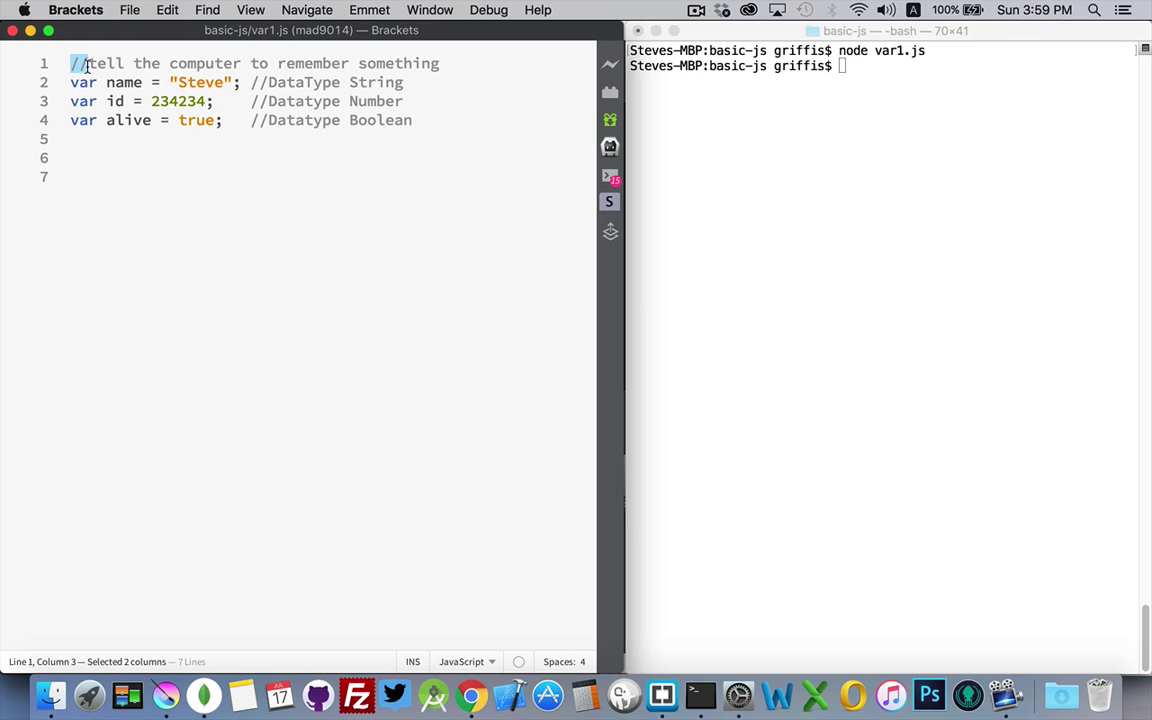 Brackets File Edit Find View Navigate Emmet Window Debug Help A 100% Sun 3:59 PM
basic-js/var1.js (mad9014) — Brackets
basic-js — -bash — 70×41
1 //tell the computer to remember something
2 var name = "Steve"; //DataType String
3 var id = 234234; //Datatype Number
4 var alive = true; //Datatype Boolean
5
6
7
15
S
Steves-MBP:basic-js griffis$ node var1.js
Steves-MBP:basic-js griffis$
Line 1, Column 3 — Selected 2 columns — 7 Lines
INS JavaScript Spaces: 4
17
Ps